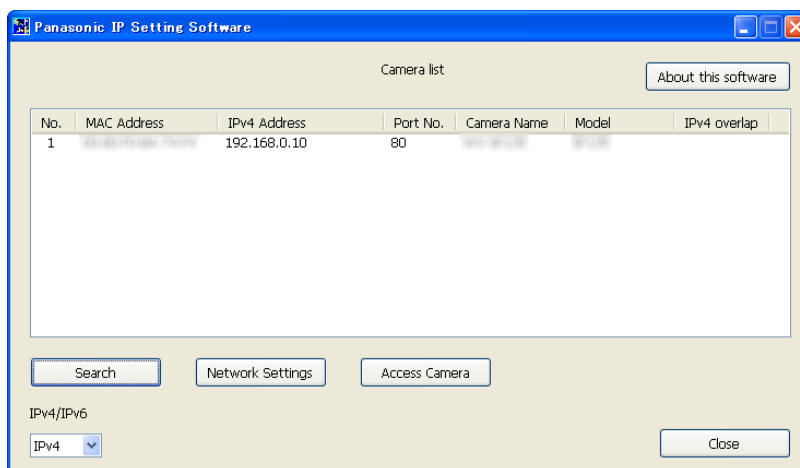 Panasonic IP Setting Software
Camera list
About this software
No. MAC Address IPv4 Address Port No. Camera Name Model IPv4 overlap
1 192.168.0.10 80
Search Network Settings Access Camera
IPv4/IPv6
IPv4 Close